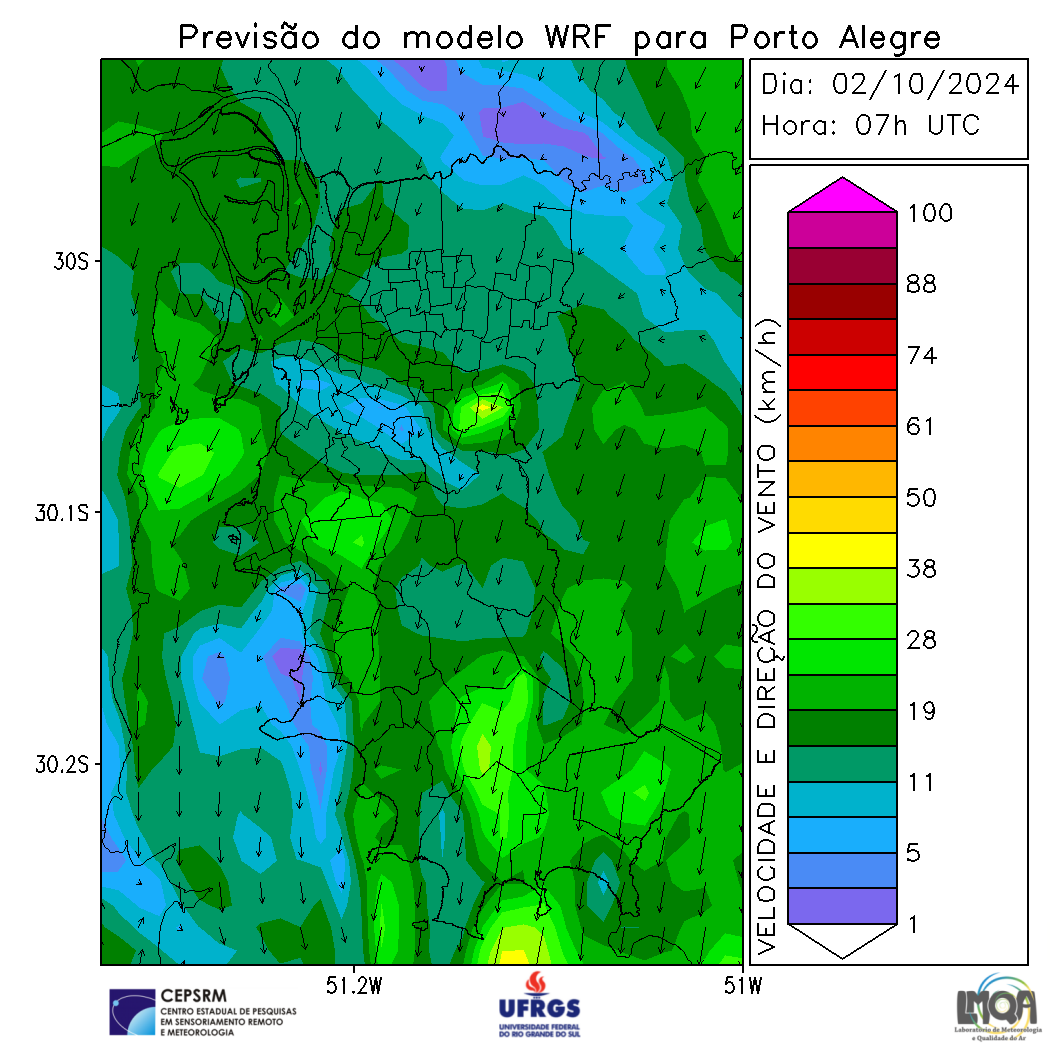 Previsão do modelo WRF para Porto Alegre
Dia: 02/10/2024
Hora: 07h UTC
30S
30.1S
30.2S
51.2W
51W
VELOCIDADE E DIREÇÃO DO VENTO (km/h)
100
88
74
61
50
38
28
19
11
5
1
CEPSRM
CENTRO ESTADUAL DE PESQUISAS
EM SENSORIAMENTO REMOTO
E METEOROLOGIA
UFRGS
UNIVERSIDADE FEDERAL
DO RIO GRANDE DO SUL
LMQA
Laboratório de Meteorologia
e Qualidade do Ar